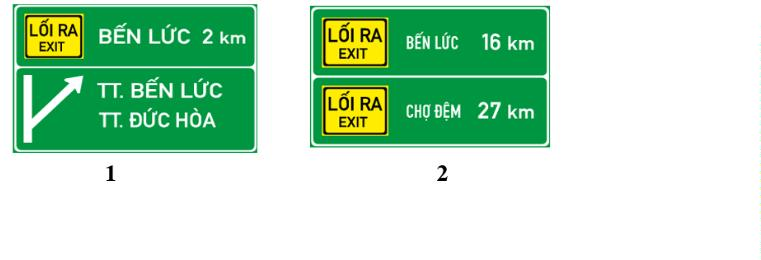 LỐI RA
EXIT
BẾN LỨC 2 km
TT. BẾN LỨC
TT. ĐỨC HÒA
1
LỐI RA
EXIT
BẾN LỨC 16 km
LỐI RA
EXIT
CHỢ ĐỆM 27 km
2